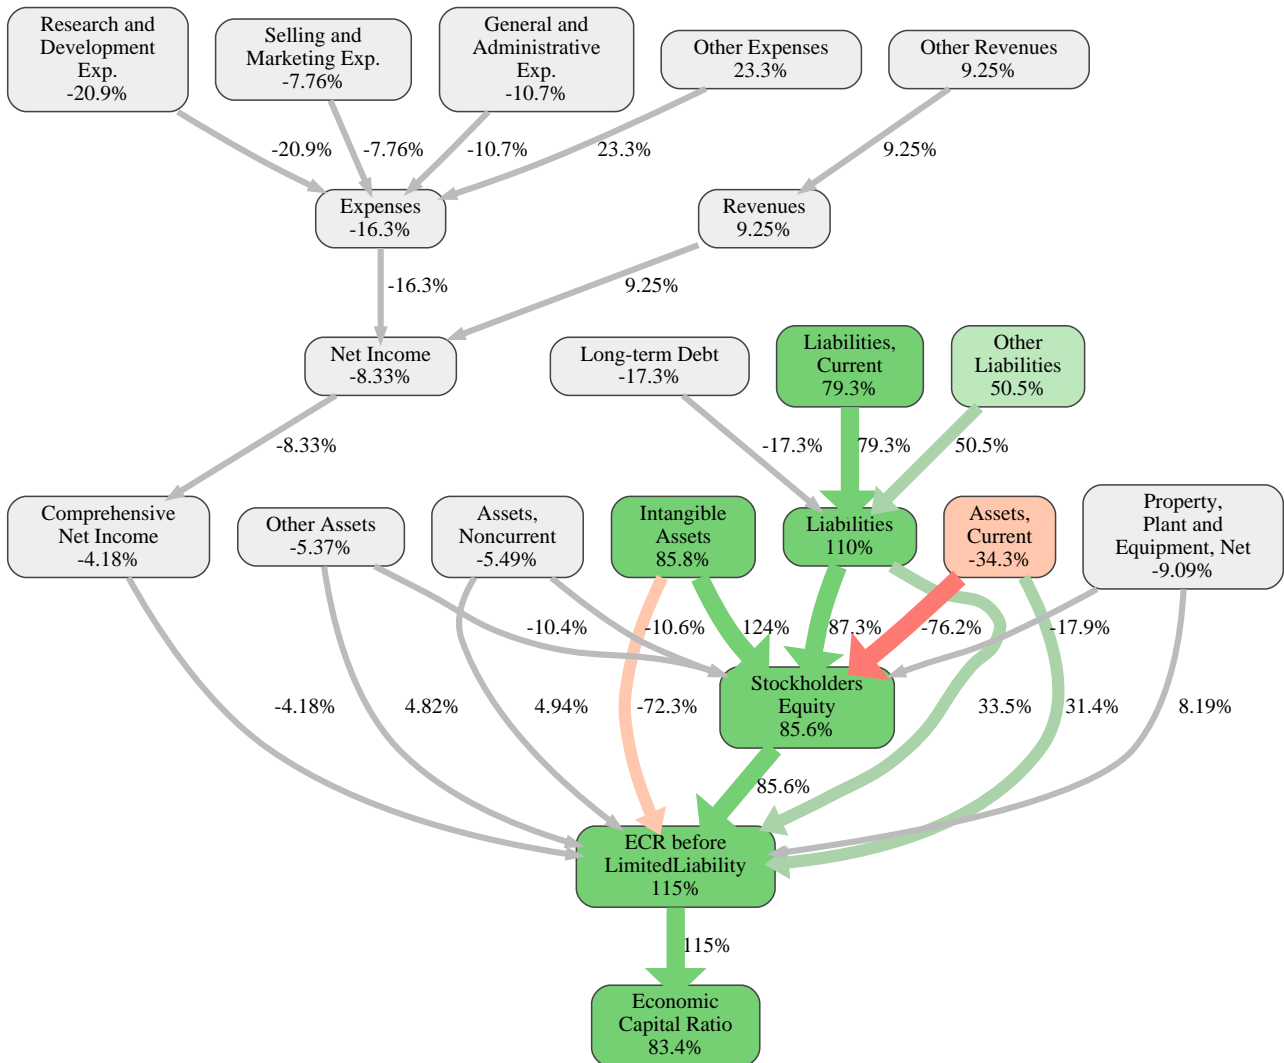 Research and
Development
Exp.
-20.9%
Selling and
Marketing Exp.
-7.76%
General and
Administrative
Exp.
-10.7%
Other Expenses
23.3%
Other Revenues
9.25%
-20.9%
-7.76%
-10.7%
23.3%
9.25%
Expenses
-16.3%
Revenues
9.25%
-16.3%
9.25%
Net Income
-8.33%
Long-term Debt
-17.3%
Liabilities,
Current
79.3%
Other
Liabilities
50.5%
-8.33%
-17.3%
79.3%
50.5%
Comprehensive
Net Income
-4.18%
Other Assets
-5.37%
Assets,
Noncurrent
-5.49%
Intangible
Assets
85.8%
Liabilities
110%
Assets,
Current
-34.3%
Property,
Plant and
Equipment, Net
-9.09%
-10.4%
-10.6%
124%
87.3%
-76.2%
-17.9%
Stockholders
Equity
85.6%
-4.18%
4.82%
4.94%
-72.3%
33.5%
31.4%
8.19%
85.6%
ECR before
LimitedLiability
115%
115%
Economic
Capital Ratio
83.4%